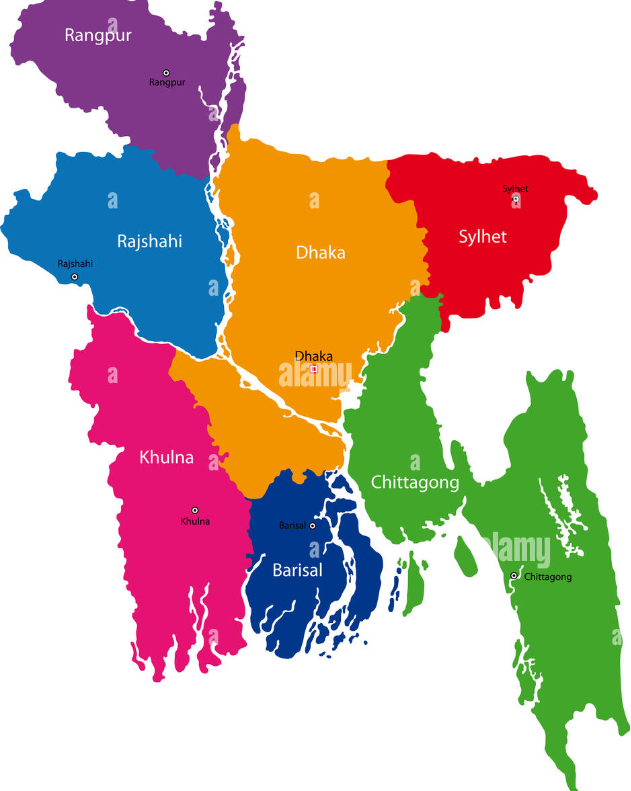 Rangpur
Rangpur
Sylhet
Rajshahi
Sylhet
Dhaka
Rajshahi
Dhaka
alamy
Khulna
Chittagong
Khulna
Barisal
alamy
Barisal
Chittagong
a
a
a
a
a
a
a
a
a
a
a